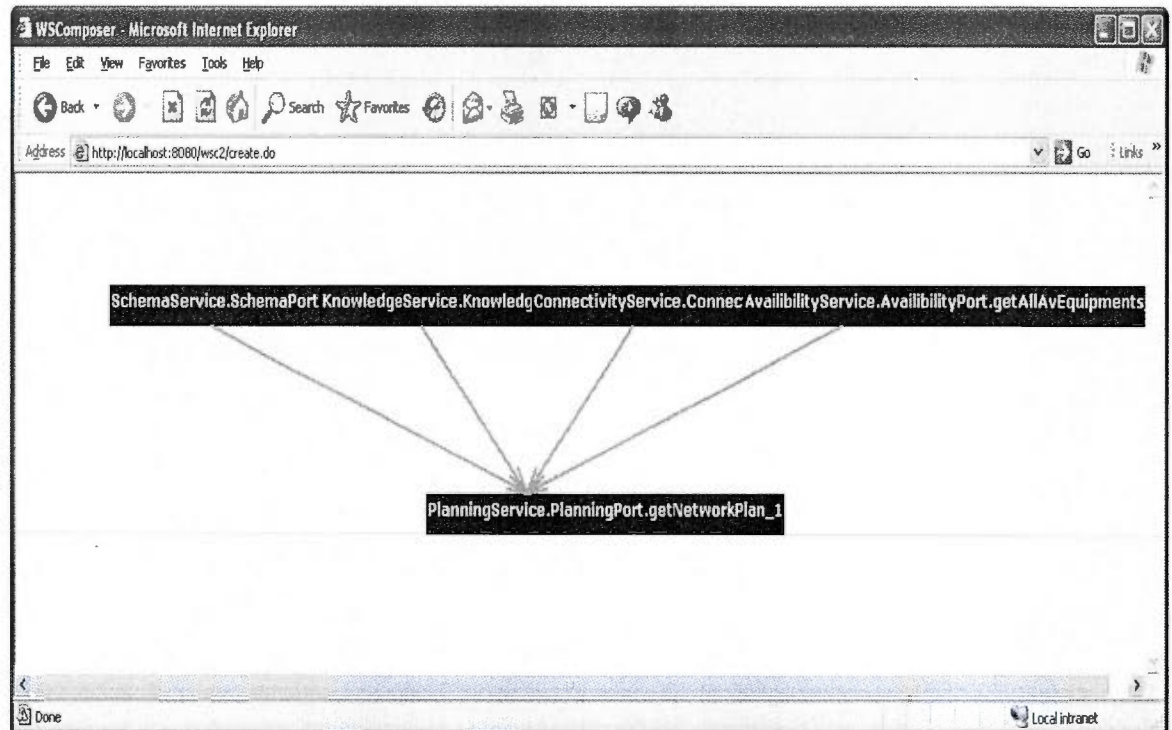 WSComposer - Microsoft Internet Explorer
File Edit View Favorites Tools Help
Back Search Favorites
Address http://localhost:8080/wsc2/create.do Go Links »
SchemaService.SchemaPort KnowledgeService.KnowledgConnectivityService.Connec AvailibilityService.AvailibilityPort.getAllAvEquipments
PlanningService.PlanningPort.getNetworkPlan_1
Done Local intranet